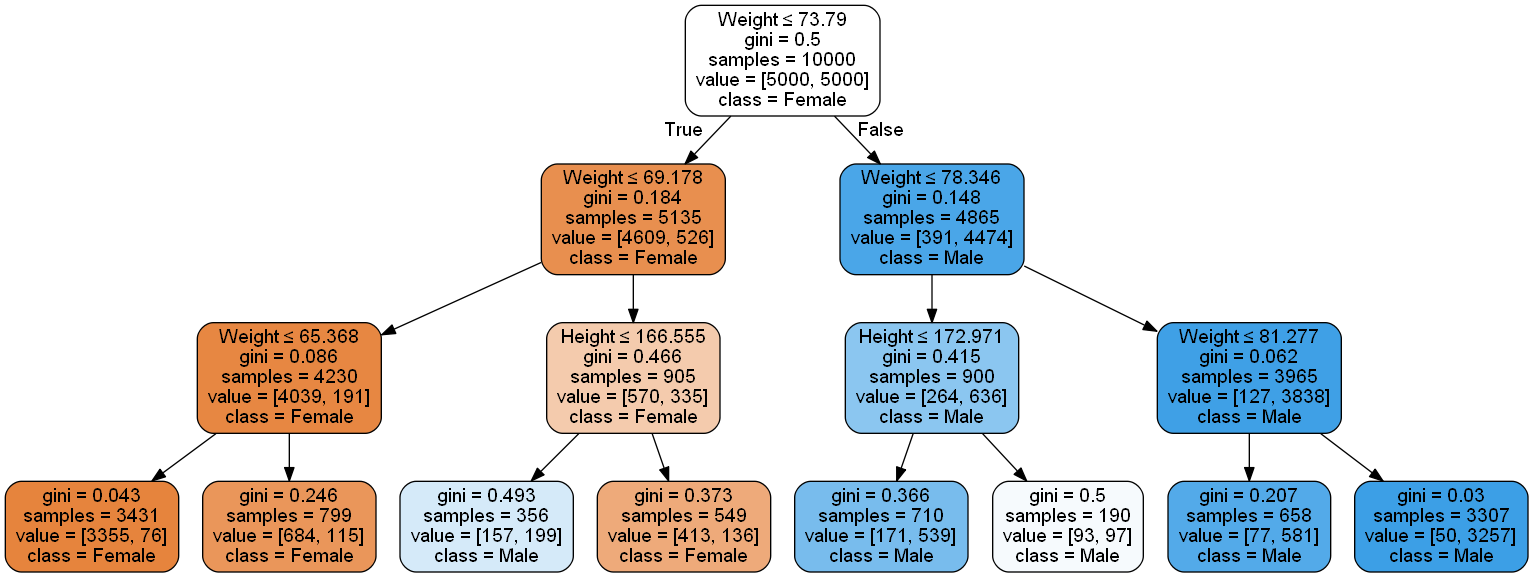 Weight ≤ 73.79
gini = 0.5
samples = 10000
value = [5000, 5000]
class = Female
True
False
Weight ≤ 69.178
gini = 0.184
samples = 5135
value = [4609, 526]
class = Female
Weight ≤ 78.346
gini = 0.148
samples = 4865
value = [391, 4474]
class = Male
Weight ≤ 65.368
gini = 0.086
samples = 4230
value = [4039, 191]
class = Female
Height ≤ 166.555
gini = 0.466
samples = 905
value = [570, 335]
class = Female
Height ≤ 172.971
gini = 0.415
samples = 900
value = [264, 636]
class = Male
Weight ≤ 81.277
gini = 0.062
samples = 3965
value = [127, 3838]
class = Male
gini = 0.043
samples = 3431
value = [3355, 76]
class = Female
gini = 0.246
samples = 799
value = [684, 115]
class = Female
gini = 0.493
samples = 356
value = [157, 199]
class = Male
gini = 0.373
samples = 549
value = [413, 136]
class = Female
gini = 0.366
samples = 710
value = [171, 539]
class = Male
gini = 0.5
samples = 190
value = [93, 97]
class = Male
gini = 0.207
samples = 658
value = [77, 581]
class = Male
gini = 0.03
samples = 3307
value = [50, 3257]
class = Male